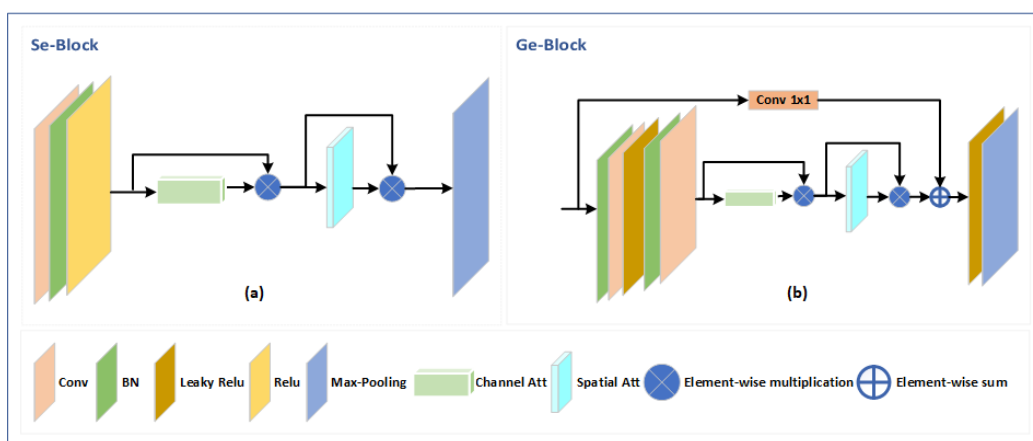 Se-Block
Ge-Block
Conv 1x1
(a)
(b)
Conv
BN
Leaky Relu
Relu
Max-Pooling
Channel Att
Spatial Att
Element-wise multiplication
Element-wise sum